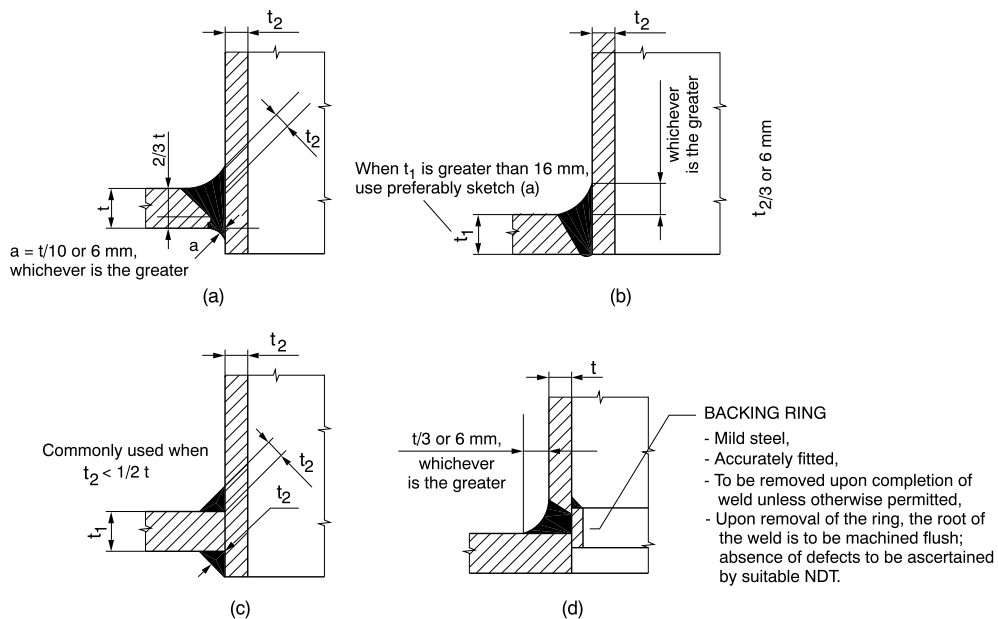 t2
2/3 t
t2
t
a
a = t/10 or 6 mm,
whichever is the greater
(a)
t2
whichever
is the greater
t2/3 or 6 mm
When t1 is greater than 16 mm,
use preferably sketch (a)
t1
(b)
t2
Commonly used when
t2 < 1/2 t
t2
t2
t1
(c)
t
t/3 or 6 mm,
whichever
is the greater
(d)
BACKING RING
- Mild steel,
- Accurately fitted,
- To be removed upon completion of
weld unless otherwise permitted,
- Upon removal of the ring, the root
of the weld is to be machined flush;
absence of defects to be ascertained
by suitable NDT.